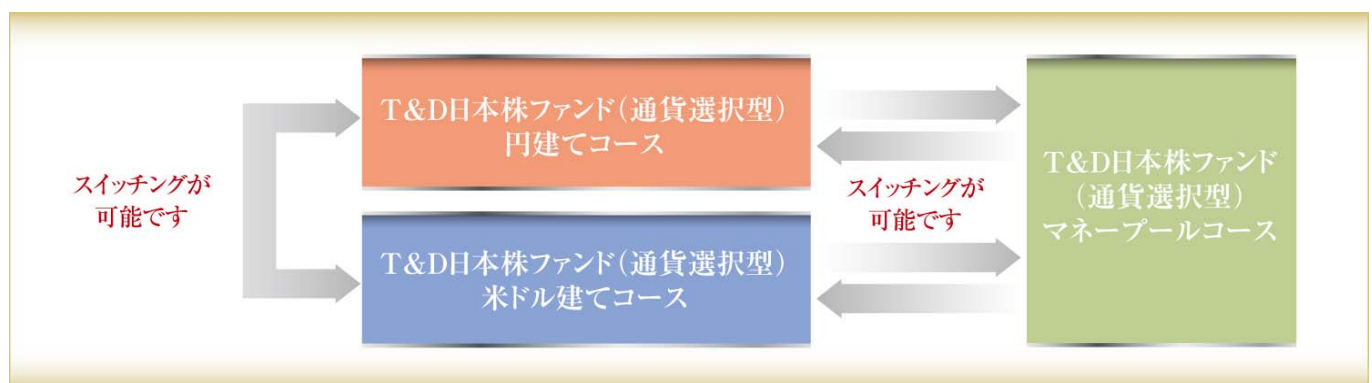 スイッチングが
可能です
T&D日本株ファンド(通貨選択型)
円建てコース
T&D日本株ファンド(通貨選択型)
米ドル建てコース
スイッチングが
可能です
T&D日本株ファンド
(通貨選択型)
マネープールコース